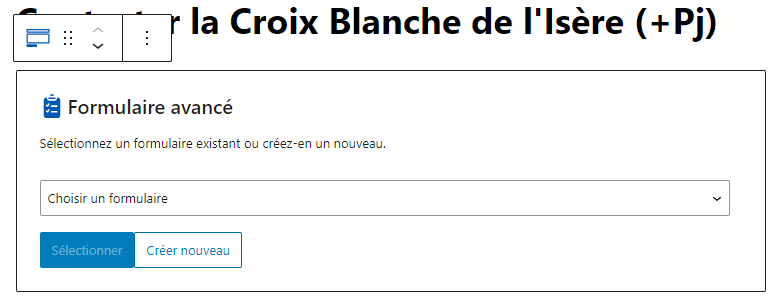 la Croix Blanche de l'Isère (+Pj)
Formulaire avancé
Sélectionnez un formulaire existant ou créez-en un nouveau.
Choisir un formulaire
Sélectionner
Créer nouveau